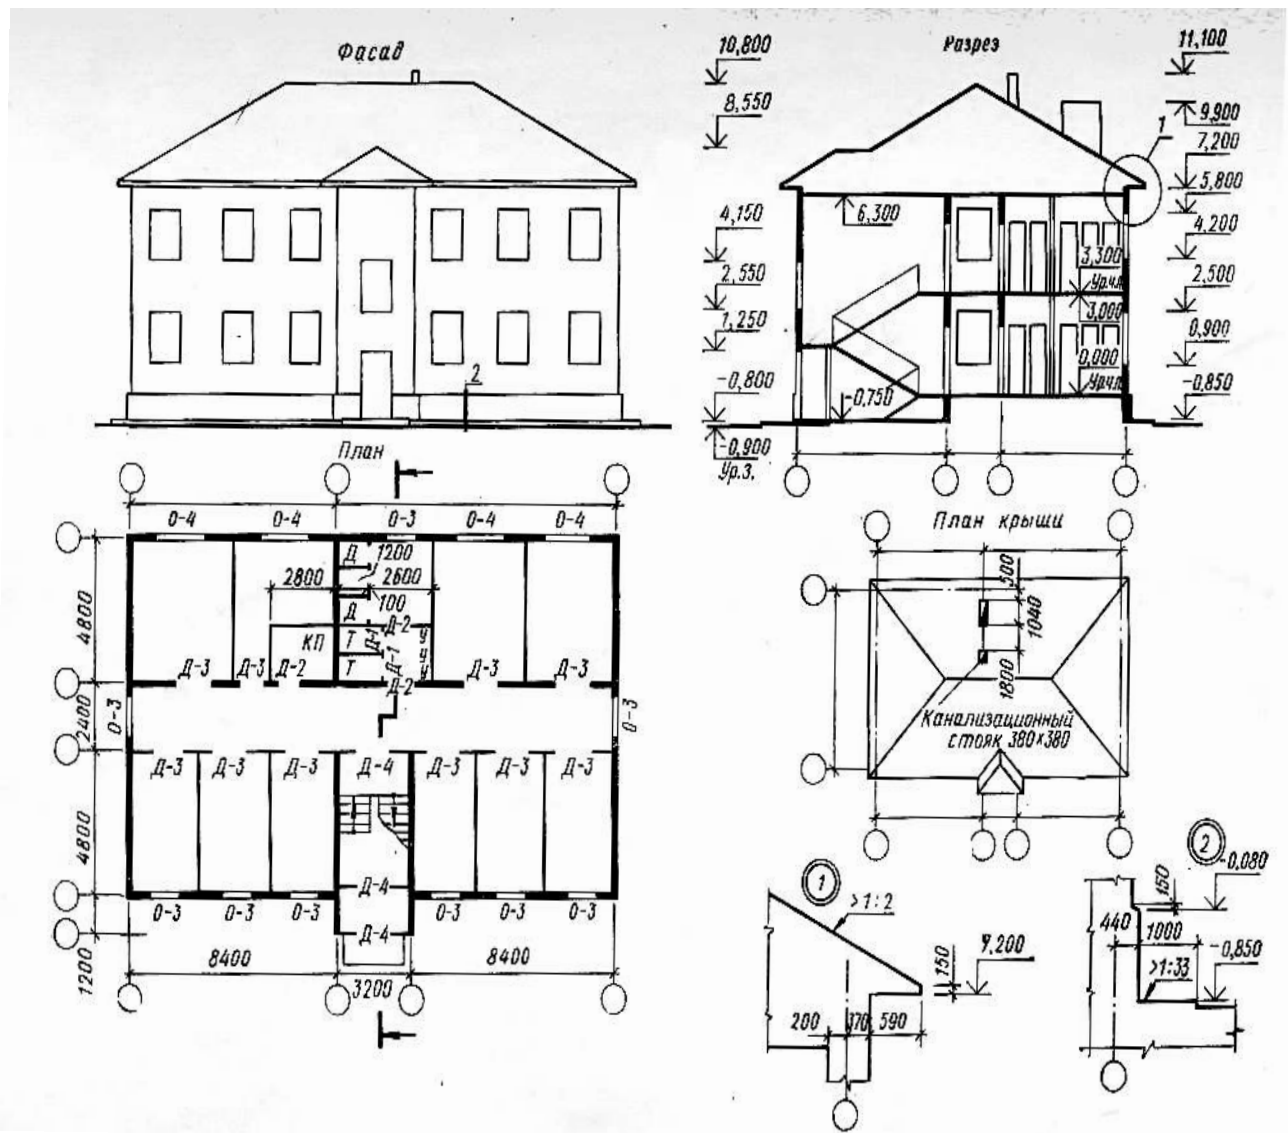 Фасад
10,800
8,550
4,150
2,550
1,250
-0,800
-0,900
Ур.з.
2
Разрез
11,100
9,900
7,200
5,800
4,200
2,500
0,900
-0,850
1
6,300
3,300
Ур.ч.п
3,000
0,000
Ур.ч.п
-0,750
План
О-4 О-4 О-3 О-4 О-4
Д 1200
2800 2600
100
Д Д-2
КП Т Д-1 У
Т Д-1 У
У
Д-3 Д-3 Д-2 Д-2 Д-3 Д-3
4800
2400
4800
1200
О-3 О-3
Д-3 Д-3 Д-3 Д-4 Д-3 Д-3 Д-3
Д-4
О-3 О-3 О-3 О-3 О-3 О-3
Д-4
8400 3200 8400
План крыши
500
1040
1800
Канализационный
стояк 380×380
1
>1:2
7,200
150
200 370 590
2
-0,080
150
440 1000
-0,850
>1:33